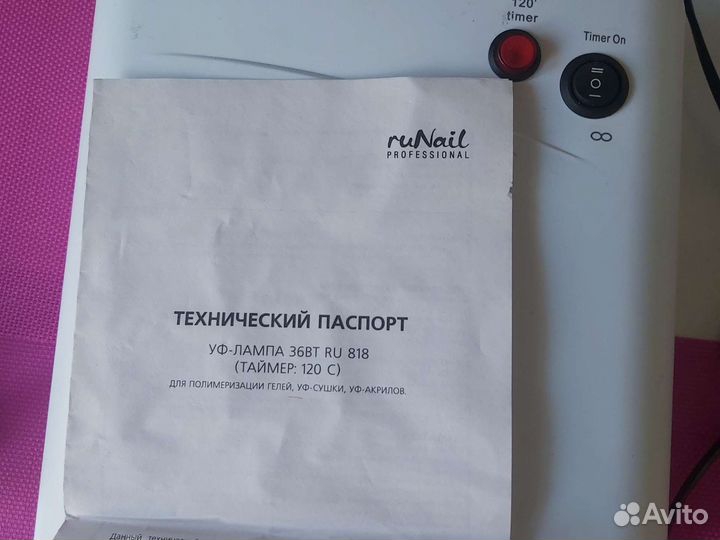 120'
timer
Timer On
ruNail
PROFESSIONAL
ТЕХНИЧЕСКИЙ ПАСПОРТ
УФ-ЛАМПА 36ВТ RU 818
(ТАЙМЕР: 120 С)
ДЛЯ ПОЛИМЕРИЗАЦИИ ГЕЛЕЙ, УФ-СУШКИ, УФ-АКРИЛОВ.
Данный
Avito